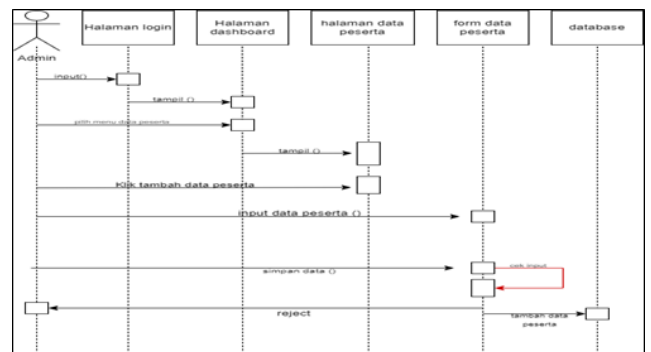 Halaman login
Halaman
dashboard
halaman data
peserta
form data
peserta
database
Admin
input()
tampil ()
pilih menu data peserta
tampil ()
Klik tambah data peserta
input data peserta ()
simpan data ()
cek input
reject
tambah data
peserta